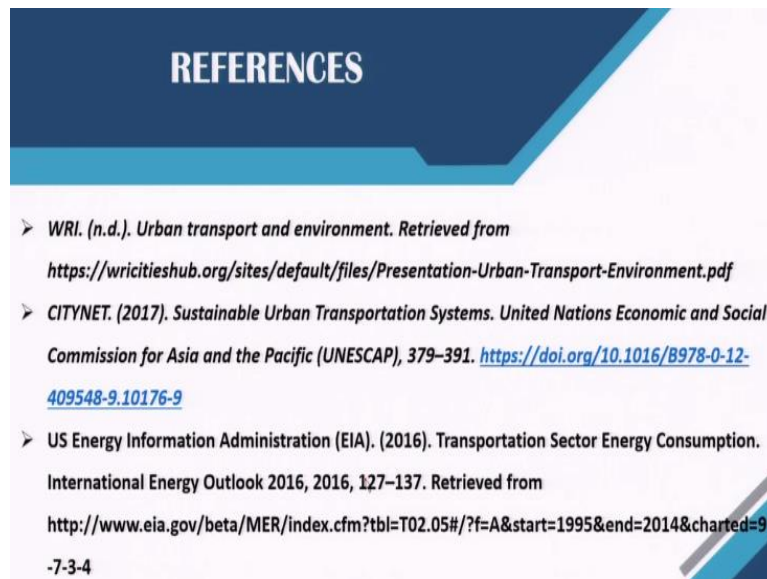 REFERENCES
➢ WRI. (n.d.). Urban transport and environment. Retrieved from
https://wricitieshub.org/sites/default/files/Presentation-Urban-Transport-Environment.pdf
➢ CITYNET. (2017). Sustainable Urban Transportation Systems. United Nations Economic and Social
Commission for Asia and the Pacific (UNESCAP), 379–391. https://doi.org/10.1016/B978-0-12-
409548-9.10176-9
➢ US Energy Information Administration (EIA). (2016). Transportation Sector Energy Consumption.
International Energy Outlook 2016, 2016, 127–137. Retrieved from
http://www.eia.gov/beta/MER/index.cfm?tbl=T02.05#/?f=A&start=1995&end=2014&charted=9
-7-3-4